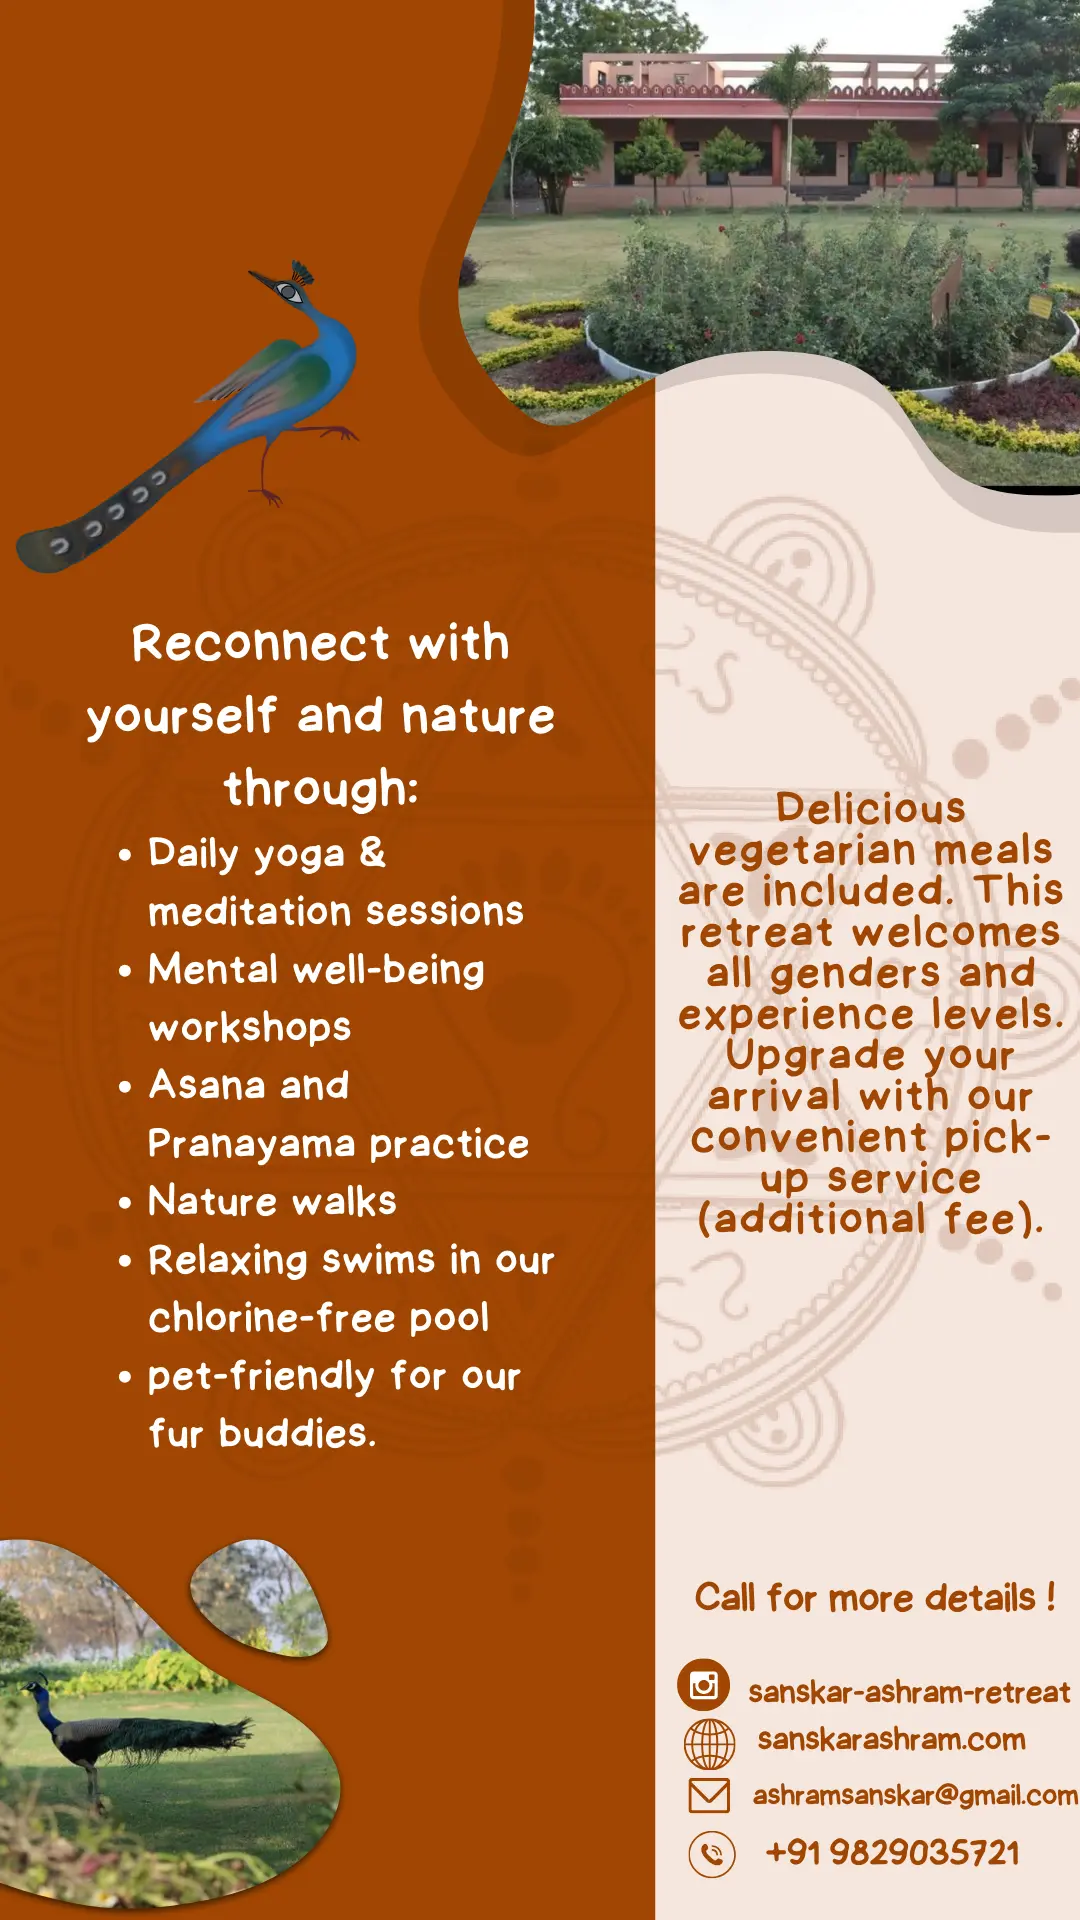 Reconnect with
yourself and nature
through:
• Daily yoga &
meditation sessions
• Mental well-being
workshops
• Asana and
Pranayama practice
• Nature walks
• Relaxing swims in our
chlorine-free pool
• pet-friendly for our
fur buddies.
Delicious
vegetarian meals
are included. This
retreat welcomes
all genders and
experience levels.
Upgrade your
arrival with our
convenient pick-
up service
(additional fee).
Call for more details !
sanskar-ashram-retreat
sanskarashram.com
ashramsanskar@gmail.com
+91 9829035721